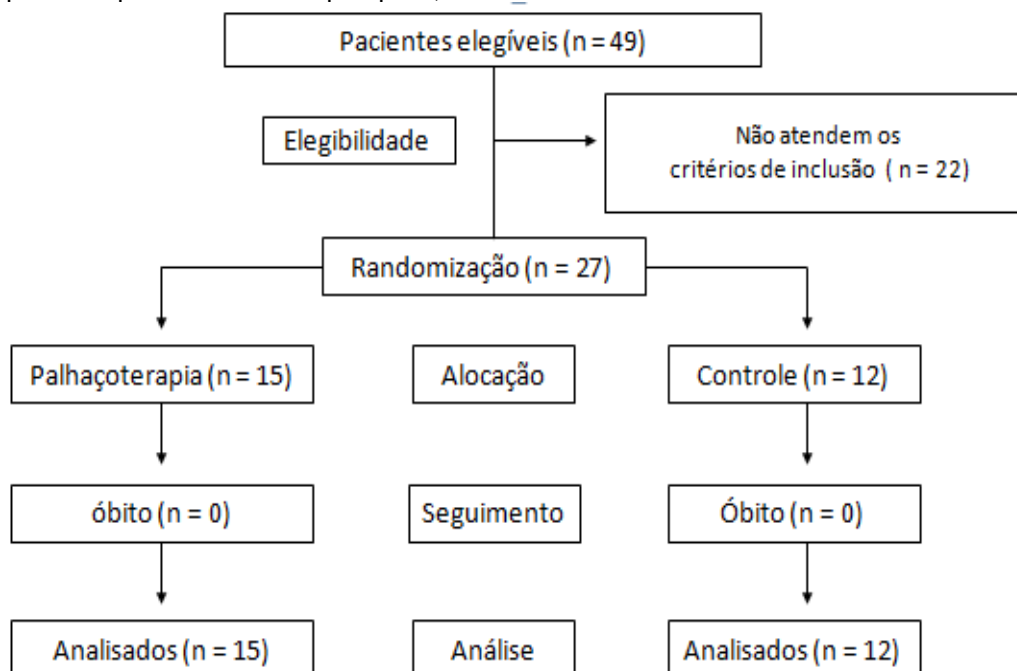 Pacientes elegíveis (n = 49)
Elegibilidade
Não atendem os
critérios de inclusão ( n = 22)
Randomização (n = 27)
Palhaçoterapia (n = 15)
Alocação
Controle (n = 12)
óbito (n = 0)
Seguimento
Óbito (n = 0)
Analisados (n = 15)
Análise
Analisados (n = 12)